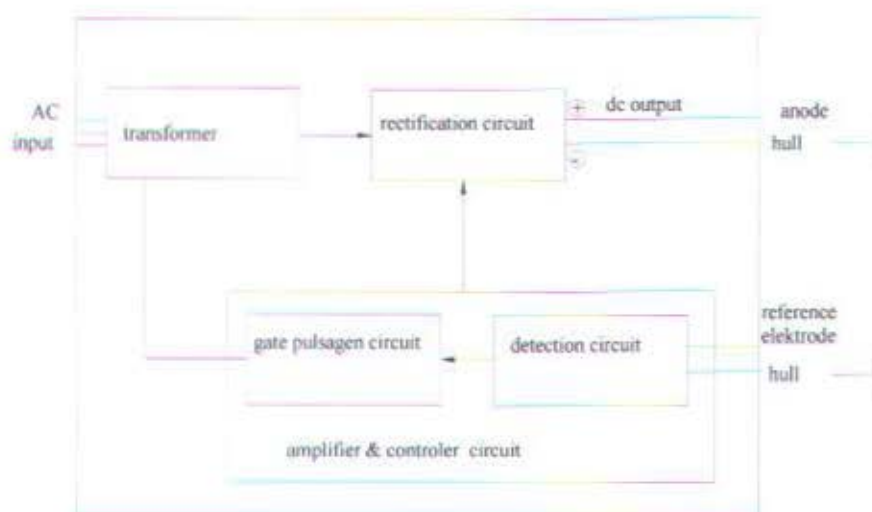 AC
input
transformer
rectification circuit
+
-
dc output
anode
hull
gate pulsagen circuit
detection circuit
reference
elektrode
hull
amplifier & controler circuit